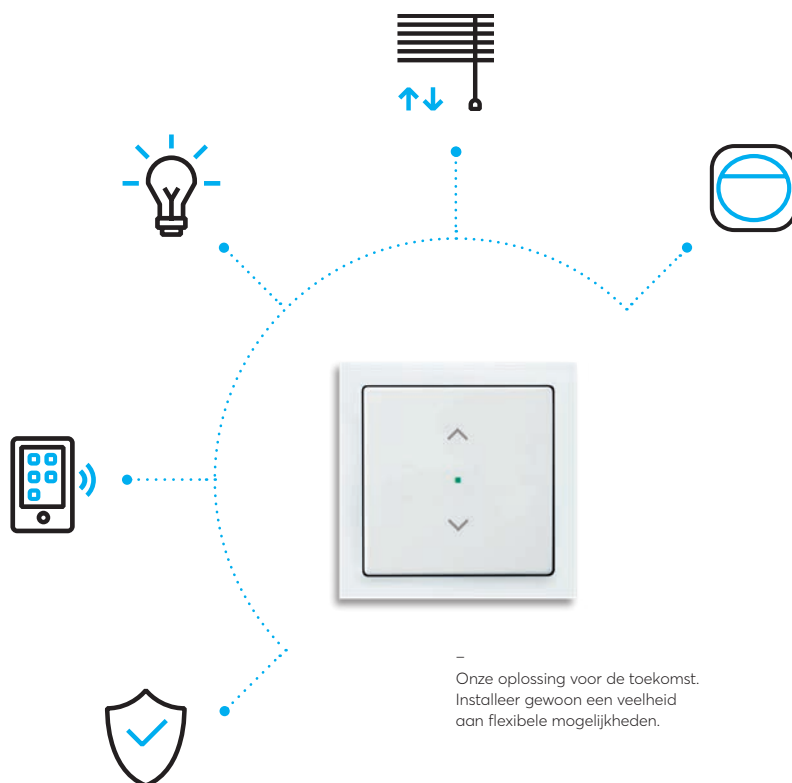 –
Onze oplossing voor de toekomst.
Installeer gewoon een veelheid
aan flexibele mogelijkheden.